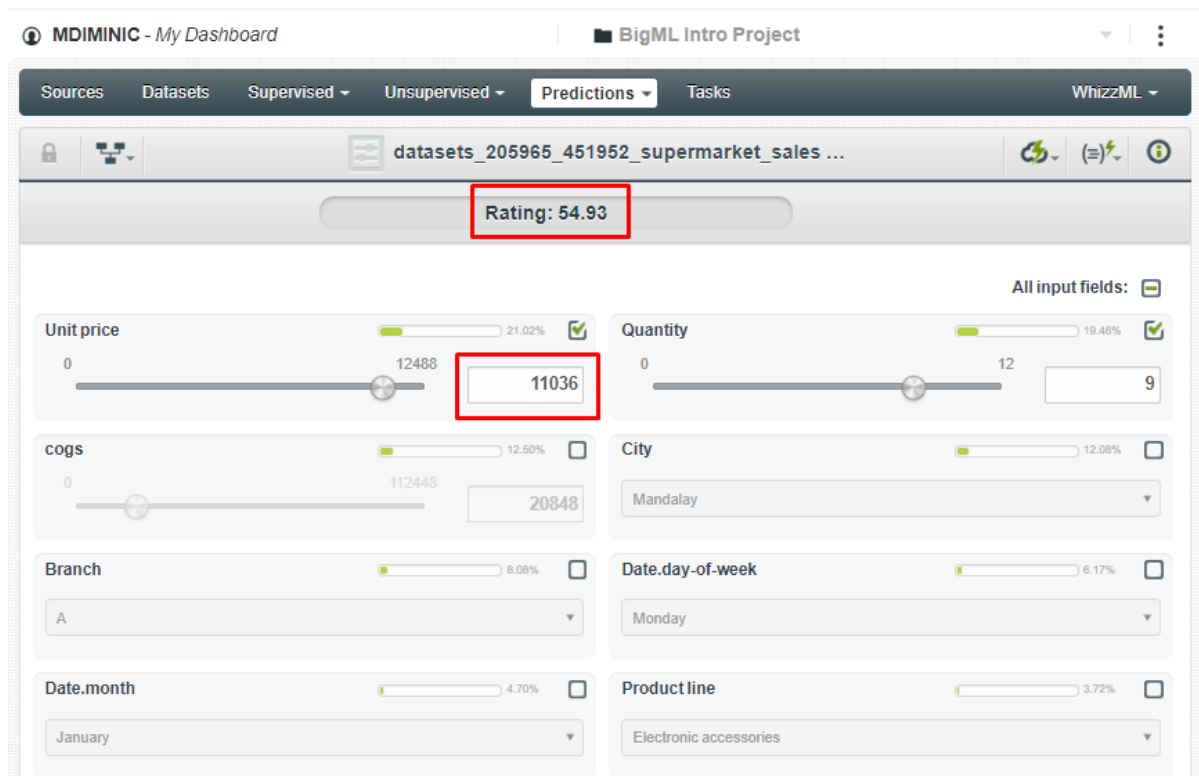 MDIMINIC - My Dashboard BigML Intro Project
Sources Datasets Supervised Unsupervised Predictions Tasks WhizzML
datasets_205965_451952_supermarket_sales ...
Rating: 54.93
All input fields:
Unit price 21.02% Quantity 19.46%
0 12488 11036 0 12 9
cogs 12.50% City 12.08%
0 112448 20848 Mandalay
Branch 8.08% Date.day-of-week 6.17%
A Monday
Date.month 4.70% Product line 3.72%
January Electronic accessories